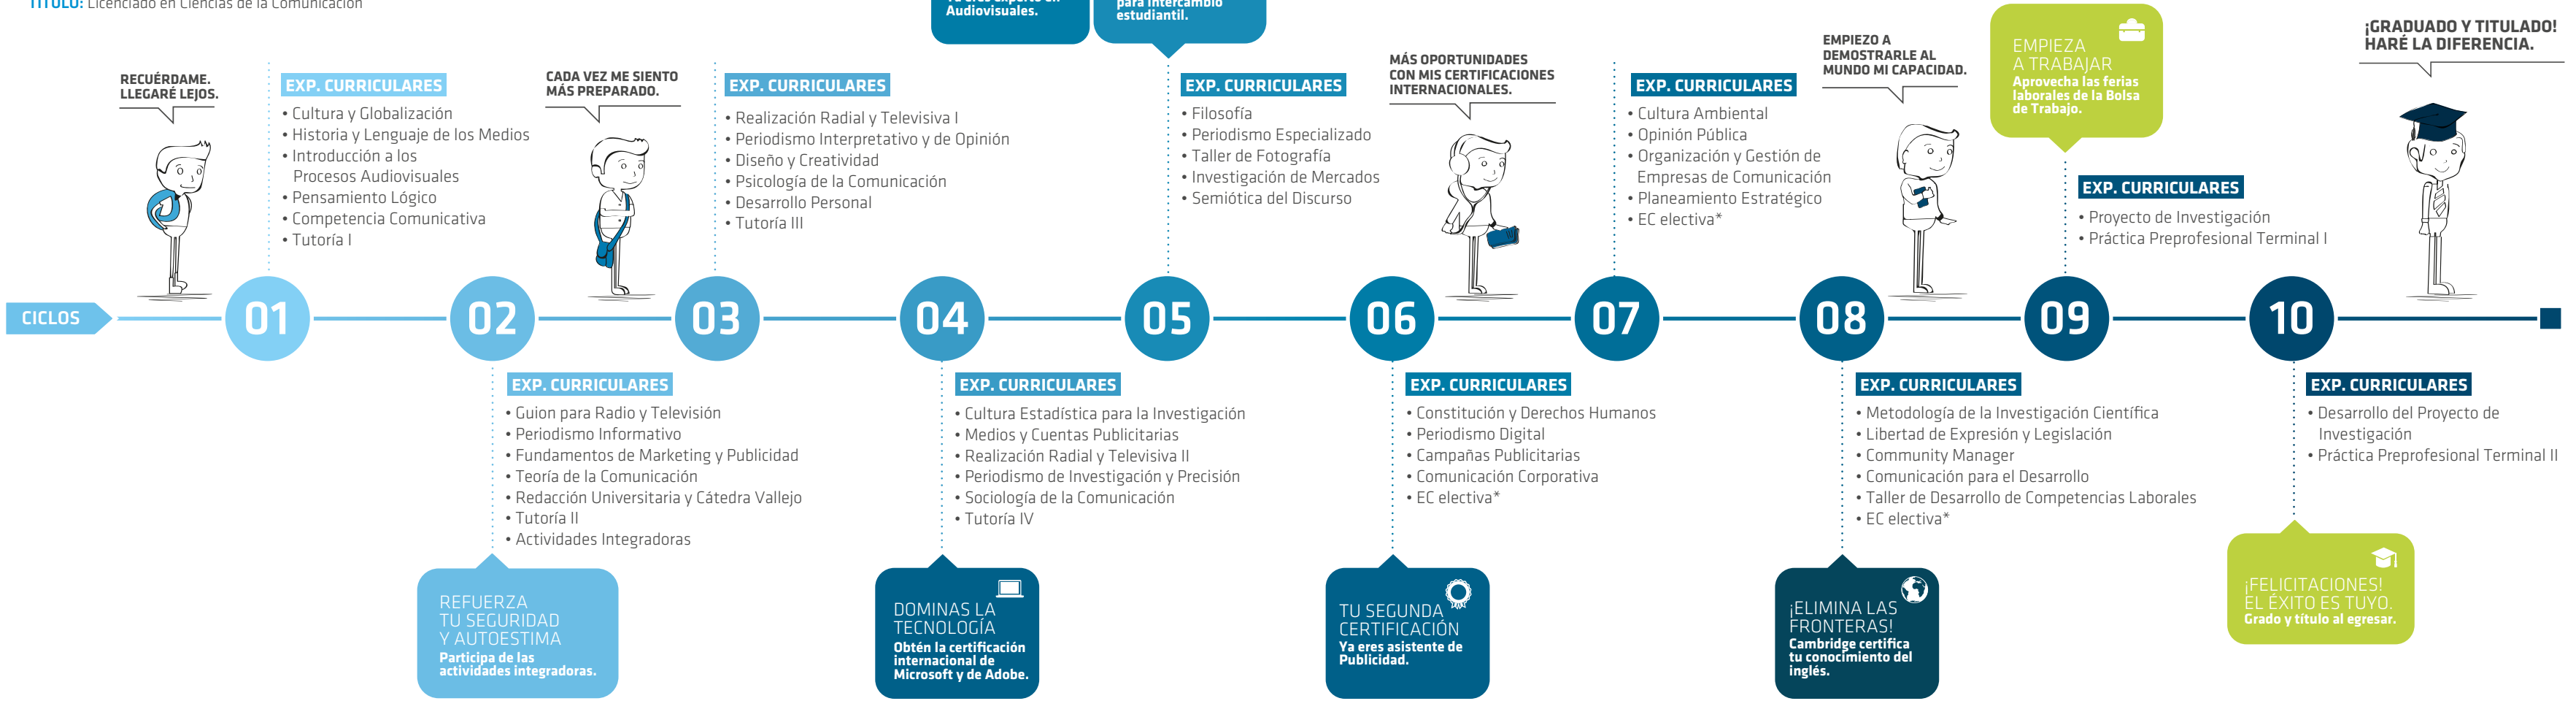 TÍTULO: Licenciado en Ciencias de la Comunicación
Tú eres experto en
Audiovisuales.
para intercambio
estudiantil.
RECUÉRDAME.
LLEGARÉ LEJOS.
EXP. CURRICULARES
• Cultura y Globalización
• Historia y Lenguaje de los Medios
• Introducción a los
Procesos Audiovisuales
• Pensamiento Lógico
• Competencia Comunicativa
• Tutoría I
CADA VEZ ME SIENTO
MÁS PREPARADO.
EXP. CURRICULARES
• Realización Radial y Televisiva I
• Periodismo Interpretativo y de Opinión
• Diseño y Creatividad
• Psicología de la Comunicación
• Desarrollo Personal
• Tutoría III
EXP. CURRICULARES
• Filosofía
• Periodismo Especializado
• Taller de Fotografía
• Investigación de Mercados
• Semiótica del Discurso
MÁS OPORTUNIDADES
CON MIS CERTIFICACIONES
INTERNACIONALES.
EXP. CURRICULARES
• Cultura Ambiental
• Opinión Pública
• Organización y Gestión de
Empresas de Comunicación
• Planeamiento Estratégico
• EC electiva*
EMPIEZO A
DEMOSTRARLE AL
MUNDO MI CAPACIDAD.
EMPIEZA
A TRABAJAR
Aprovecha las ferias
laborales de la Bolsa
de Trabajo.
EXP. CURRICULARES
• Proyecto de Investigación
• Práctica Preprofesional Terminal I
¡GRADUADO Y TITULADO!
HARÉ LA DIFERENCIA.
CICLOS
01
02
03
04
05
06
07
08
09
10
EXP. CURRICULARES
• Guion para Radio y Televisión
• Periodismo Informativo
• Fundamentos de Marketing y Publicidad
• Teoría de la Comunicación
• Redacción Universitaria y Cátedra Vallejo
• Tutoría II
• Actividades Integradoras
REFUERZA
TU SEGURIDAD
Y AUTOESTIMA
Participa de las
actividades integradoras.
EXP. CURRICULARES
• Cultura Estadística para la Investigación
• Medios y Cuentas Publicitarias
• Realización Radial y Televisiva II
• Periodismo de Investigación y Precisión
• Sociología de la Comunicación
• Tutoría IV
DOMINAS LA
TECNOLOGÍA
Obtén la certificación
internacional de
Microsoft y de Adobe.
EXP. CURRICULARES
• Constitución y Derechos Humanos
• Periodismo Digital
• Campañas Publicitarias
• Comunicación Corporativa
• EC electiva*
TU SEGUNDA
CERTIFICACIÓN
Ya eres asistente de
Publicidad.
EXP. CURRICULARES
• Metodología de la Investigación Científica
• Libertad de Expresión y Legislación
• Community Manager
• Comunicación para el Desarrollo
• Taller de Desarrollo de Competencias Laborales
• EC electiva*
¡ELIMINA LAS
FRONTERAS!
Cambridge certifica
tu conocimiento del
inglés.
EXP. CURRICULARES
• Desarrollo del Proyecto de
Investigación
• Práctica Preprofesional Terminal II
¡FELICITACIONES!
EL ÉXITO ES TUYO.
Grado y título al egresar.